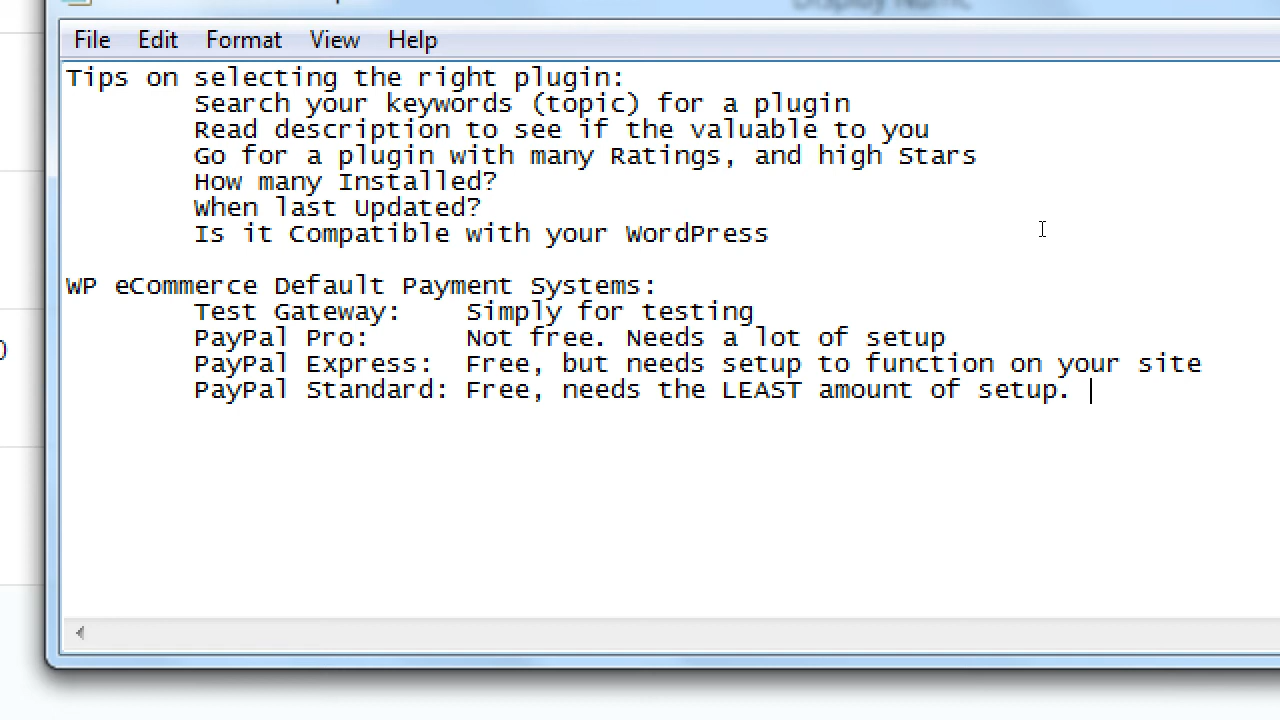 File Edit Format View Help
Tips on selecting the right plugin:
Search your keywords (topic) for a plugin
Read description to see if the valuable to you
Go for a plugin with many Ratings, and high Stars
How many Installed?
When last Updated?
Is it Compatible with your WordPress
WP eCommerce Default Payment Systems:
Test Gateway: Simply for testing
PayPal Pro: Not free. Needs a lot of setup
PayPal Express: Free, but needs setup to function on your site
PayPal Standard: Free, needs the LEAST amount of setup.